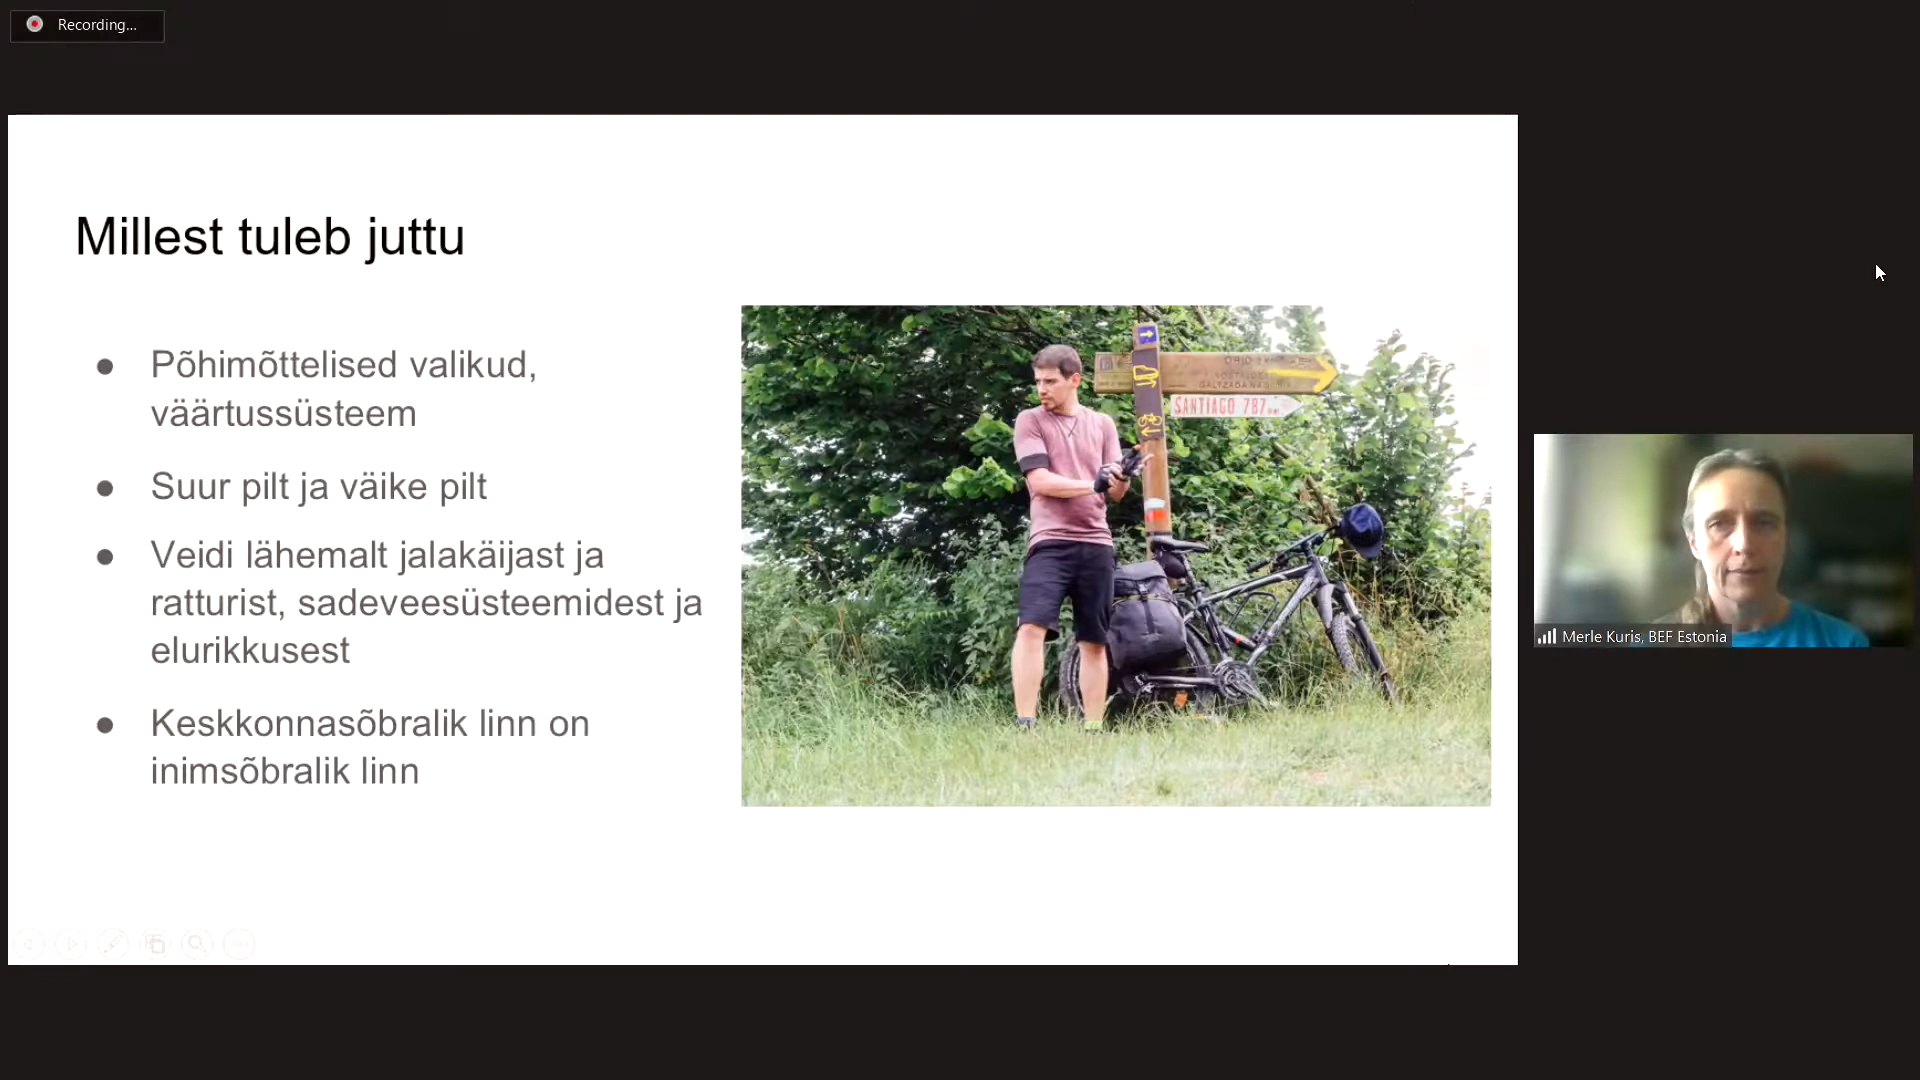 Recording...
Millest tuleb juttu
● Põhimõttelised valikud,
väärtussüsteem
● Suur pilt ja väike pilt
● Veidi lähemalt jalakäijast ja
ratturist, sadeveesüsteemidest ja
elurikkusest
● Keskkonnasõbralik linn on
inimsõbralik linn
SANTIAGO 787
Merle Kuris, BEF Estonia